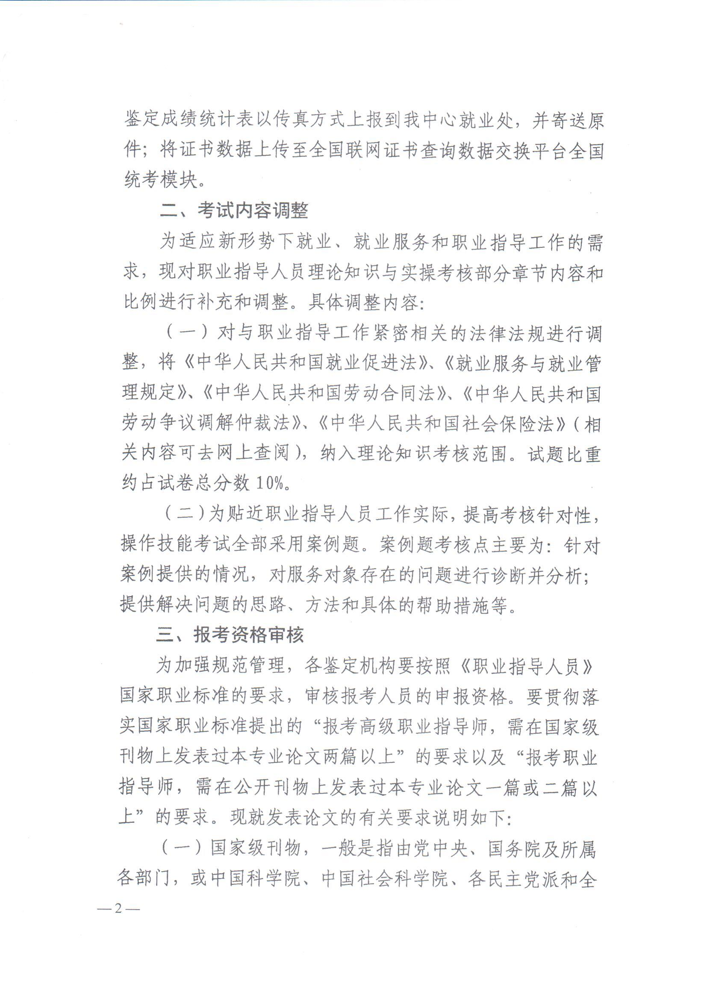 鉴定成绩统计表以传真方式上报到我中心就业处，并寄送原
件；将证书数据上传至全国联网证书查询数据交换平台全国
统考模块。
二、考试内容调整
为适应新形势下就业、就业服务和职业指导工作的需
求，现对职业指导人员理论知识与实操考核部分章节内容和
比例进行补充和调整。具体调整内容：
（一）对与职业指导工作紧密相关的法律法规进行调
整，将《中华人民共和国就业促进法》、《就业服务与就业管
理规定》、《中华人民共和国劳动合同法》、《中华人民共和国
劳动争议调解仲裁法》、《中华人民共和国社会保险法》（相
关内容可去网上查阅），纳入理论知识考核范围。试题比重
约占试卷总分数 10%。
（二）为贴近职业指导人员工作实际，提高考核针对性，
操作技能考试全部采用案例题。案例题考核点主要为：针对
案例提供的情况，对服务对象存在的问题进行诊断并分析；
提供解决问题的思路、方法和具体的帮助措施等。
三、报考资格审核
为加强规范管理，各鉴定机构要按照《职业指导人员》
国家职业标准的要求，审核报考人员的申报资格。要贯彻落
实国家职业标准提出的“报考高级职业指导师，需在国家级
刊物上发表过本专业论文两篇以上”的要求以及“报考职业
指导师，需在公开刊物上发表过本专业论文一篇或二篇以
上”的要求。现就发表论文的有关要求说明如下：
（一）国家级刊物，一般是指由党中央、国务院及所属
各部门，或中国科学院、中国社会科学院、各民主党派和全
— 2 —